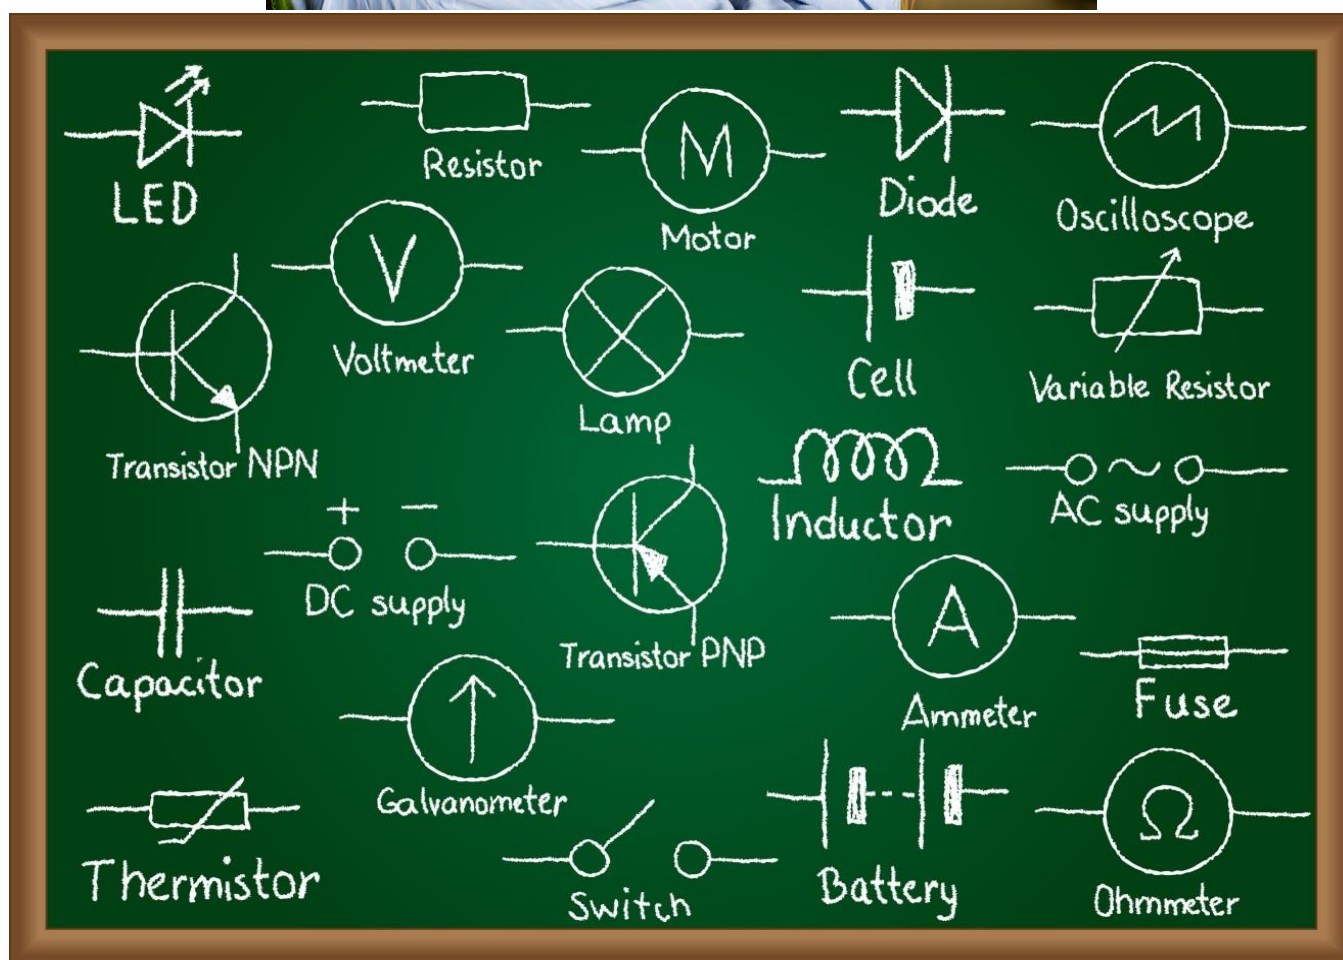 LED
Resistor
M
Motor
Diode
Oscilloscope
V
Voltmeter
Lamp
Cell
Variable Resistor
Transistor NPN
+ −
DC supply
Transistor PNP
Inductor
~
AC supply
Capacitor
A
Ammeter
Fuse
Galvanometer
Thermistor
Switch
Battery
Ω
Ohmmeter